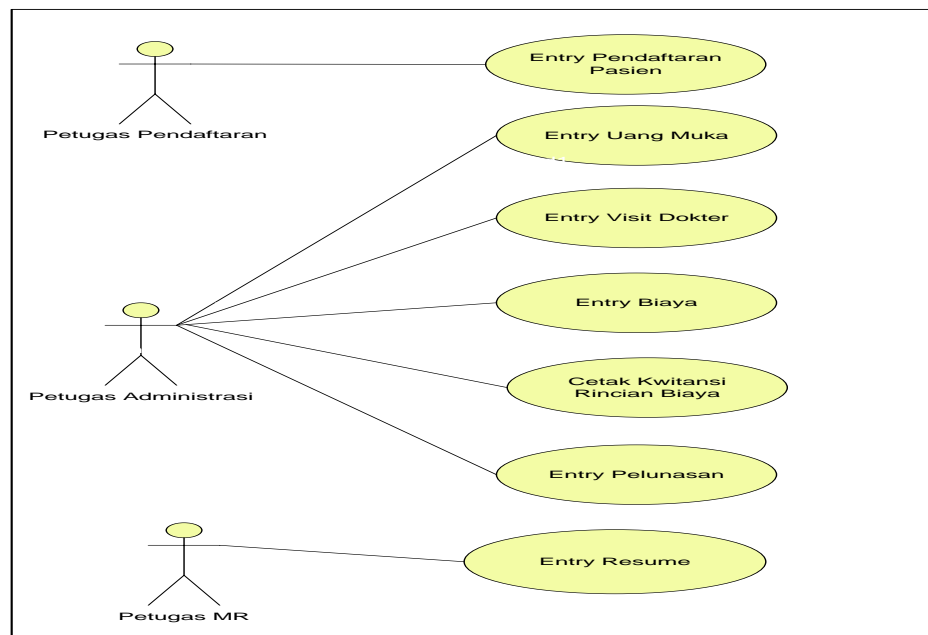 Entry Pendaftaran
Pasien
Petugas Pendaftaran
Entry Uang Muka
Entry Visit Dokter
Entry Biaya
Petugas Administrasi
Cetak Kwitansi
Rincian Biaya
Entry Pelunasan
Entry Resume
Petugas MR